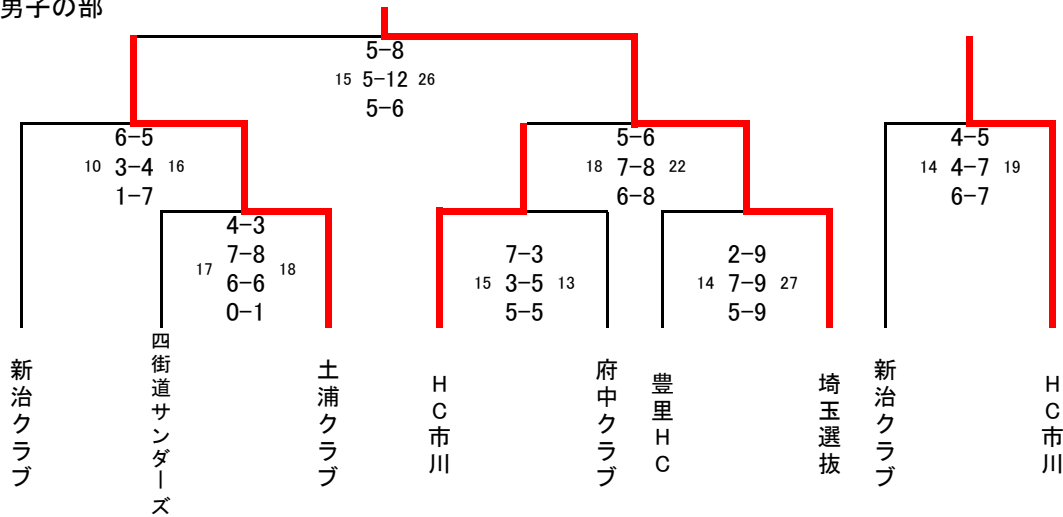 男子の部
5-8
15 5-12 26
5-6
6-5
10 3-4 16
1-7
5-6
18 7-8 22
6-8
4-5
14 4-7 19
6-7
4-3
7-8
17 18
6-6
0-1
7-3
15 3-5 13
5-5
2-9
14 7-9 27
5-9
新治クラブ
四街道サンダーズ
土浦クラブ
HC市川
府中クラブ
豊里HC
埼玉選抜
新治クラブ
HC市川